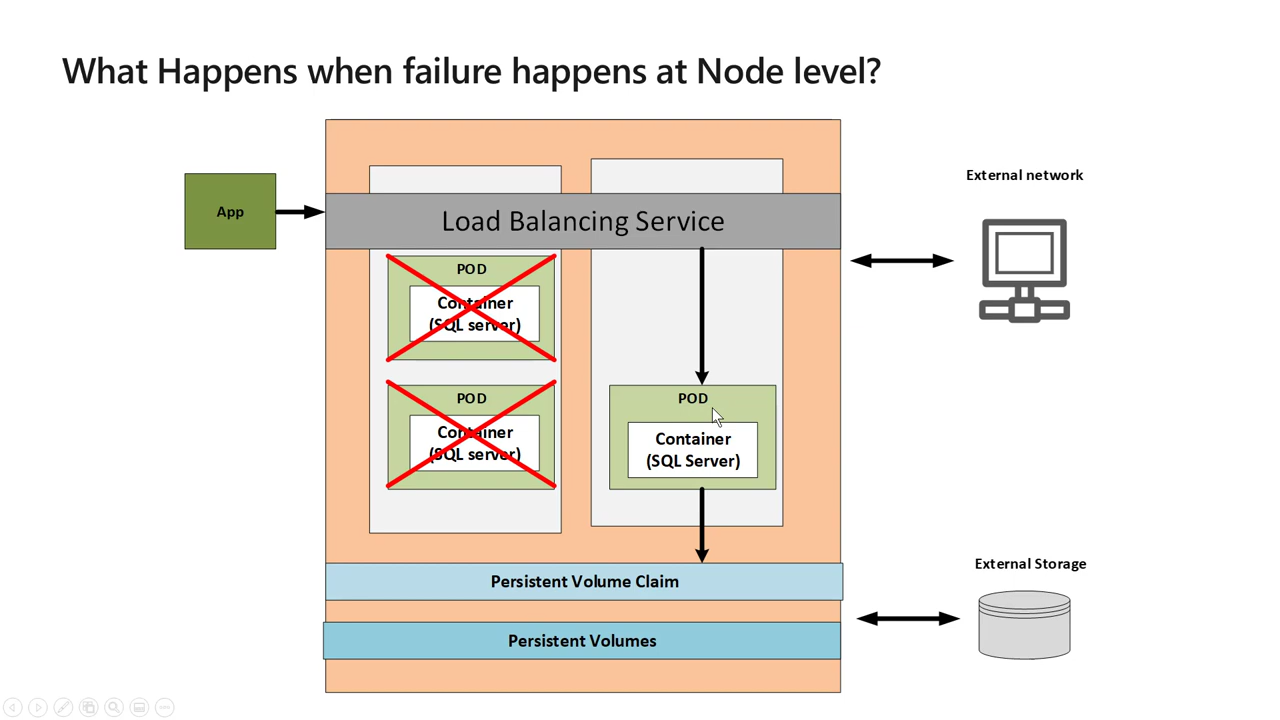 What Happens when failure happens at Node level?
App
Load Balancing Service
POD
Container
(SQL server)
POD
Container
(SQL server)
POD
Container
(SQL Server)
Persistent Volume Claim
Persistent Volumes
External network
External Storage